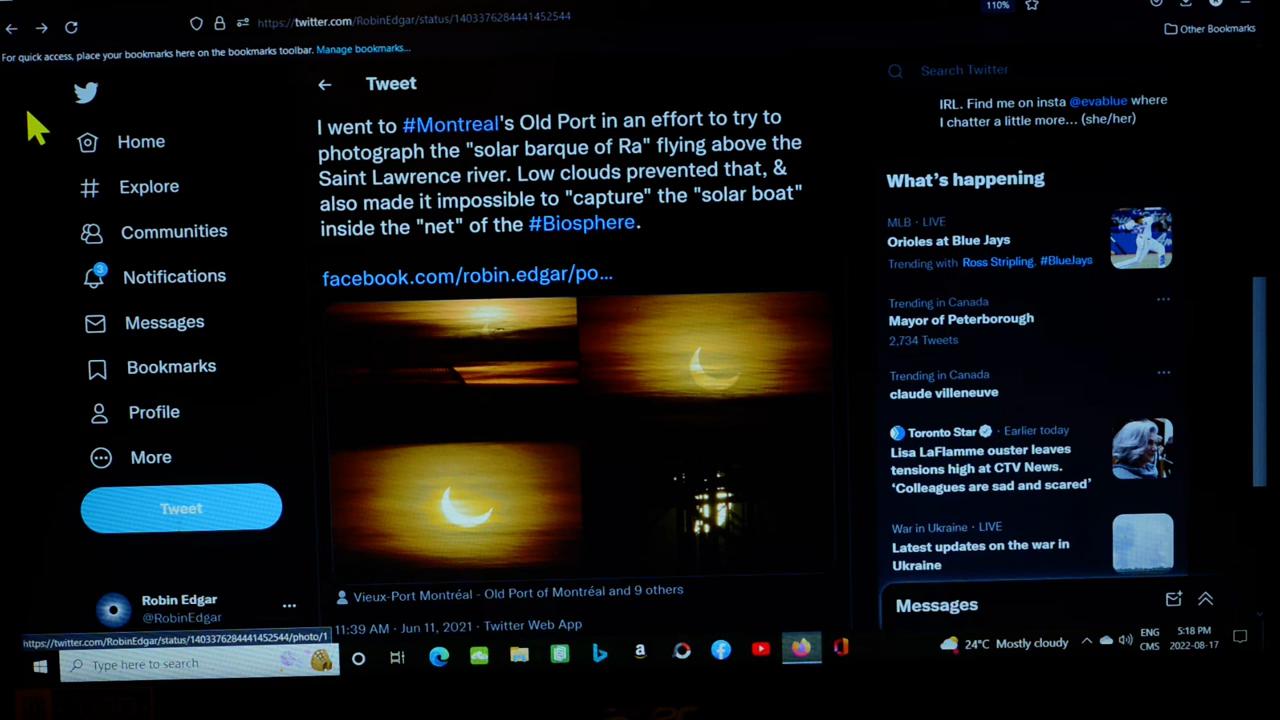 110%
https://twitter.com/RobinEdgar/status/1403376284441452544
For quick access, place your bookmarks here on the bookmarks toolbar. Manage bookmarks...
Other Bookmarks
Home
Explore
Communities
3
Notifications
Messages
Bookmarks
Profile
More
Tweet
Robin Edgar
@RobinEdgar
Tweet
I went to #Montreal's Old Port in an effort to try to
photograph the "solar barque of Ra" flying above the
Saint Lawrence river. Low clouds prevented that, &
also made it impossible to "capture" the "solar boat"
inside the "net" of the #Biosphere.
facebook.com/robin.edgar/po...
Vieux-Port Montréal - Old Port of Montréal and 9 others
11:39 AM · Jun 11, 2021 · Twitter Web App
Search Twitter
IRL. Find me on insta @evablue where
I chatter a little more... (she/her)
What's happening
MLB · LIVE
Orioles at Blue Jays
Trending with Ross Stripling, #BlueJays
Trending in Canada
Mayor of Peterborough
2,734 Tweets
Trending in Canada
claude villeneuve
Toronto Star · Earlier today
Lisa LaFlamme ouster leaves
tensions high at CTV News.
‘Colleagues are sad and scared’
War in Ukraine · LIVE
Latest updates on the war in
Ukraine
Messages
https://twitter.com/RobinEdgar/status/1403376284441452544/photo/1
Type here to search
24°C Mostly cloudy
ENG
CMS
5:18 PM
2022-08-17